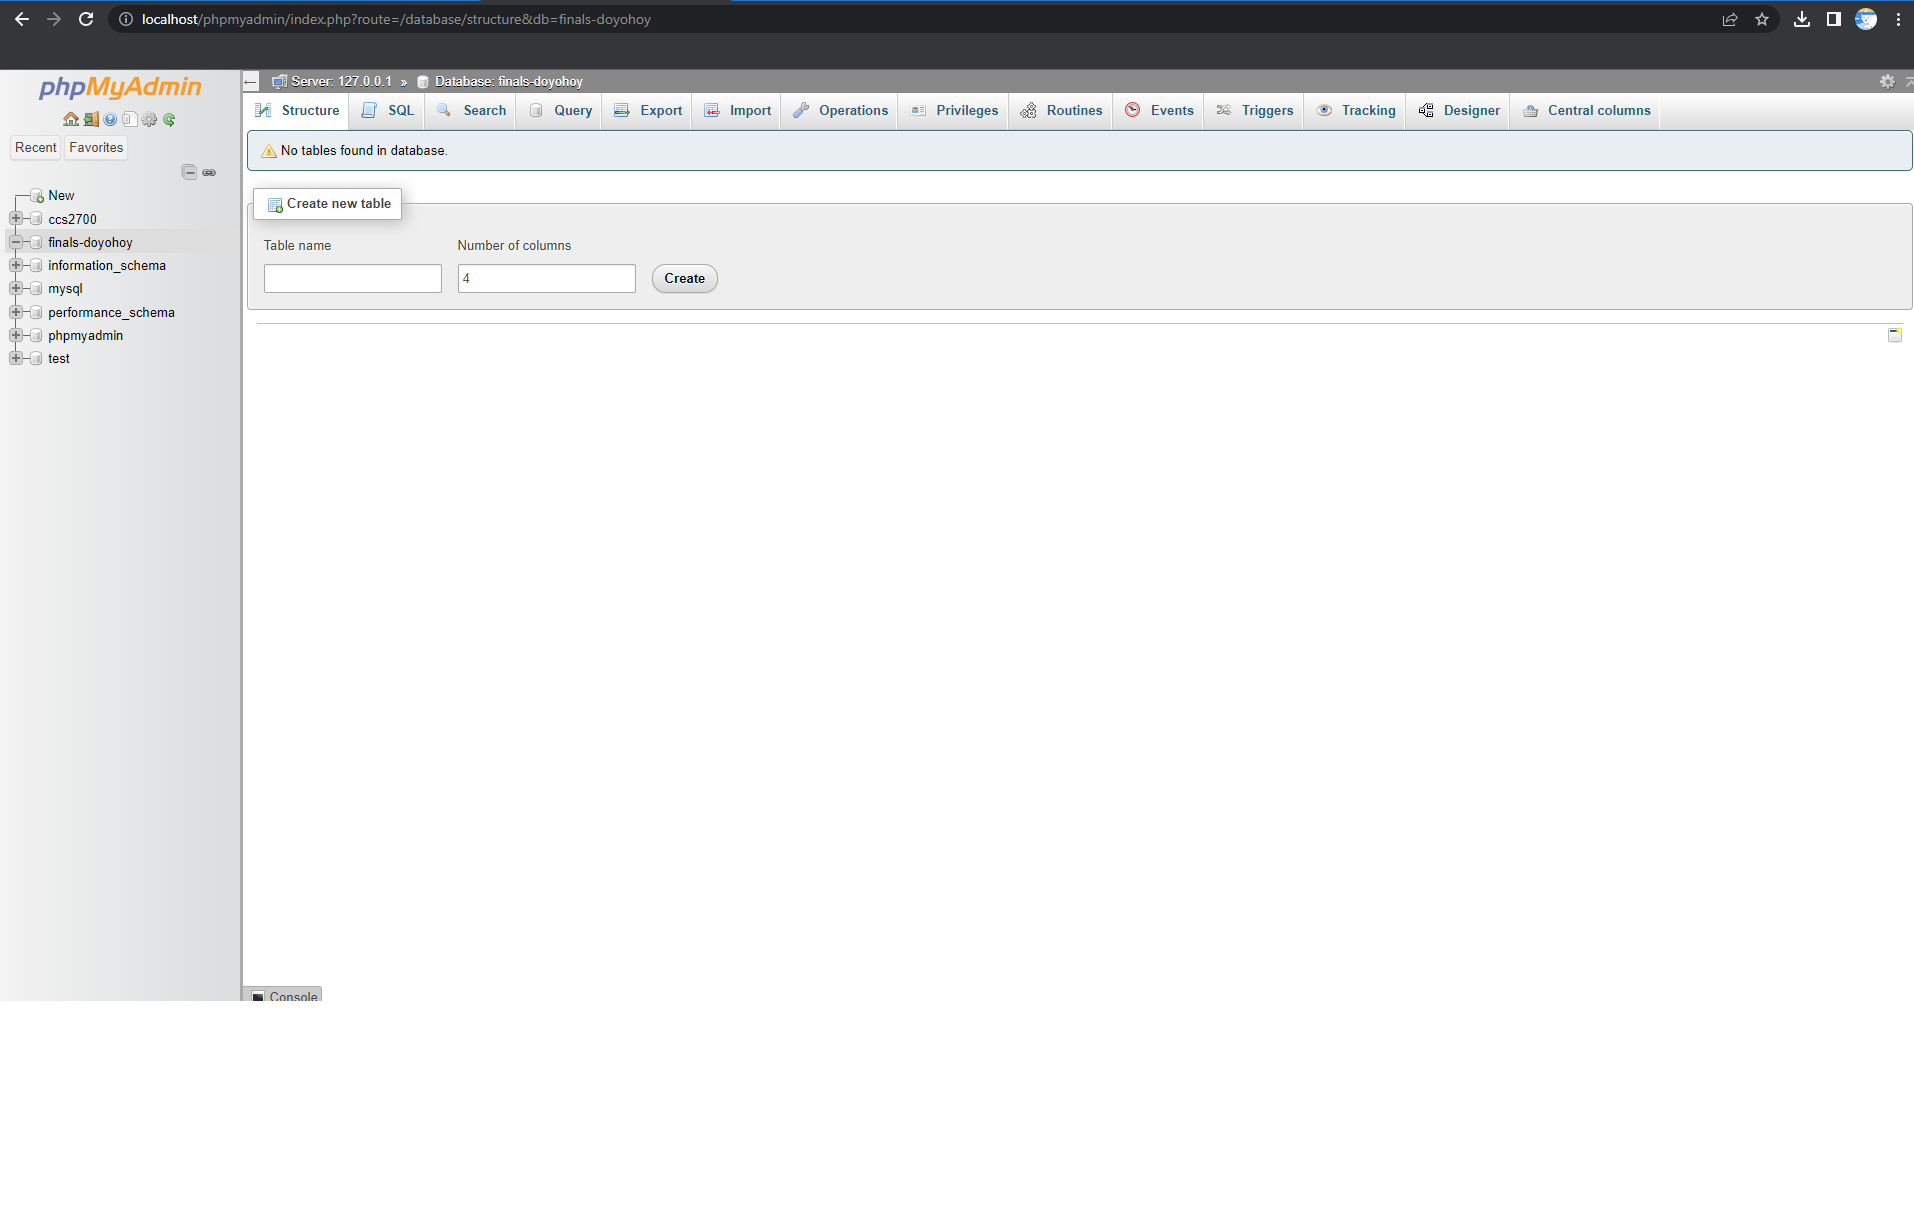 localhost/phpmyadmin/index.php?route=/database/structure&db=finals-doyohoy
phpMyAdmin
Recent Favorites
New
ccs2700
finals-doyohoy
information_schema
mysql
performance_schema
phpmyadmin
test
Server: 127.0.0.1 » Database: finals-doyohoy
Structure SQL Search Query Export Import Operations Privileges Routines Events Triggers Tracking Designer Central columns
No tables found in database.
Create new table
Table name Number of columns
4 Create
Console